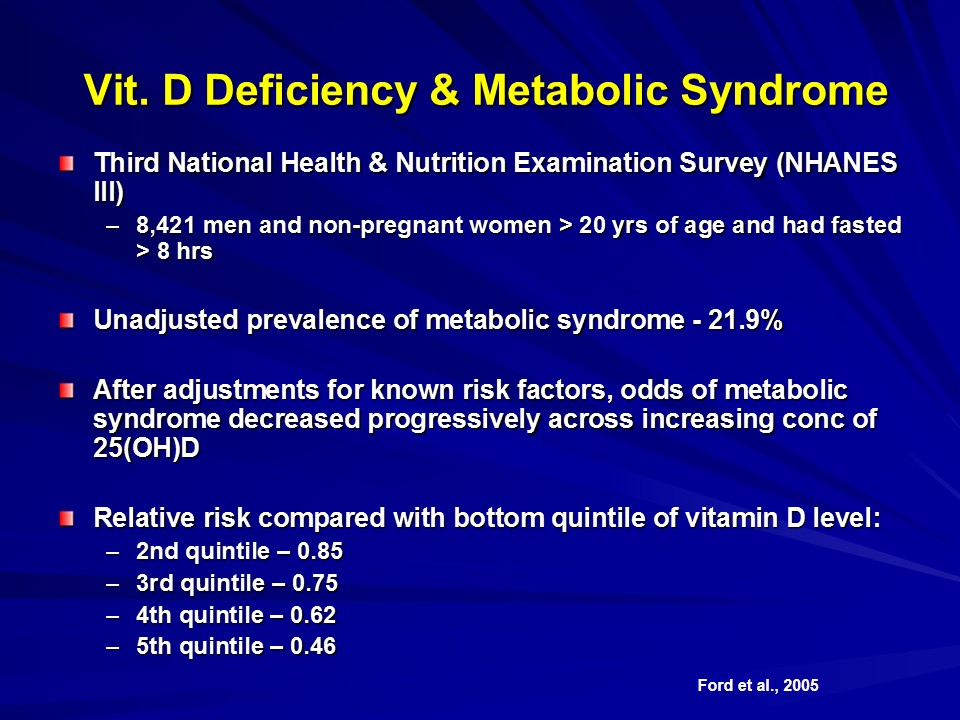 Vit. D Deficiency & Metabolic Syndrome
Third National Health & Nutrition Examination Survey (NHANES
III)
– 8,421 men and non-pregnant women > 20 yrs of age and had fasted
> 8 hrs
Unadjusted prevalence of metabolic syndrome - 21.9%
After adjustments for known risk factors, odds of metabolic
syndrome decreased progressively across increasing conc of
25(OH)D
Relative risk compared with bottom quintile of vitamin D level:
– 2nd quintile – 0.85
– 3rd quintile – 0.75
– 4th quintile – 0.62
– 5th quintile – 0.46
Ford et al., 2005